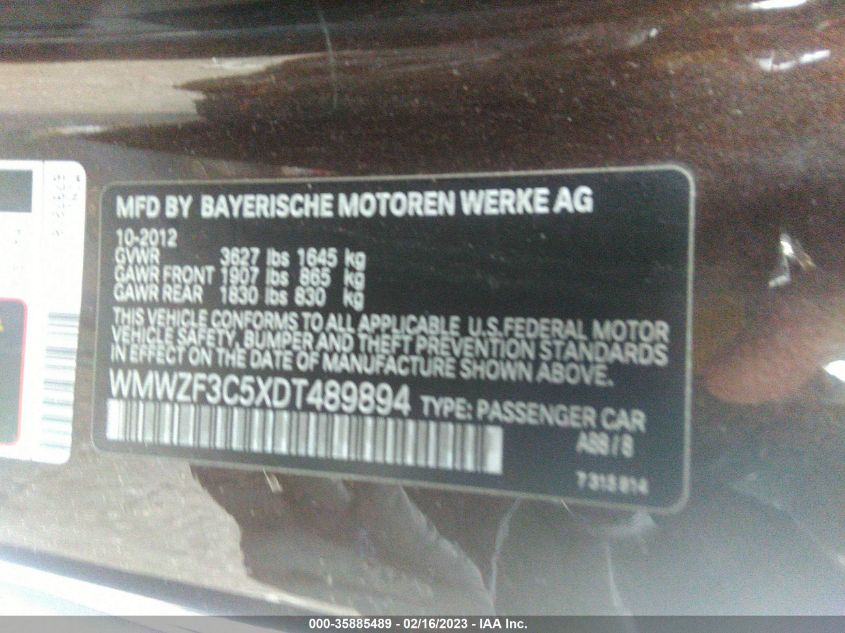 MFD BY BAYERISCHE MOTOREN WERKE AG
10-2012
GVWR 3627 lbs 1645 kg
GAWR FRONT 1907 lbs 865 kg
GAWR REAR 1830 lbs 830 kg
THIS VEHICLE CONFORMS TO ALL APPLICABLE U.S.FEDERAL MOTOR
VEHICLE SAFETY, BUMPER AND THEFT PREVENTION STANDARDS
IN EFFECT ON THE DATE OF MANUFACTURE SHOWN ABOVE.
WMWZF3C5XDT489894 TYPE: PASSENGER CAR
000-35885489 - 02/16/2023 - IAA Inc.